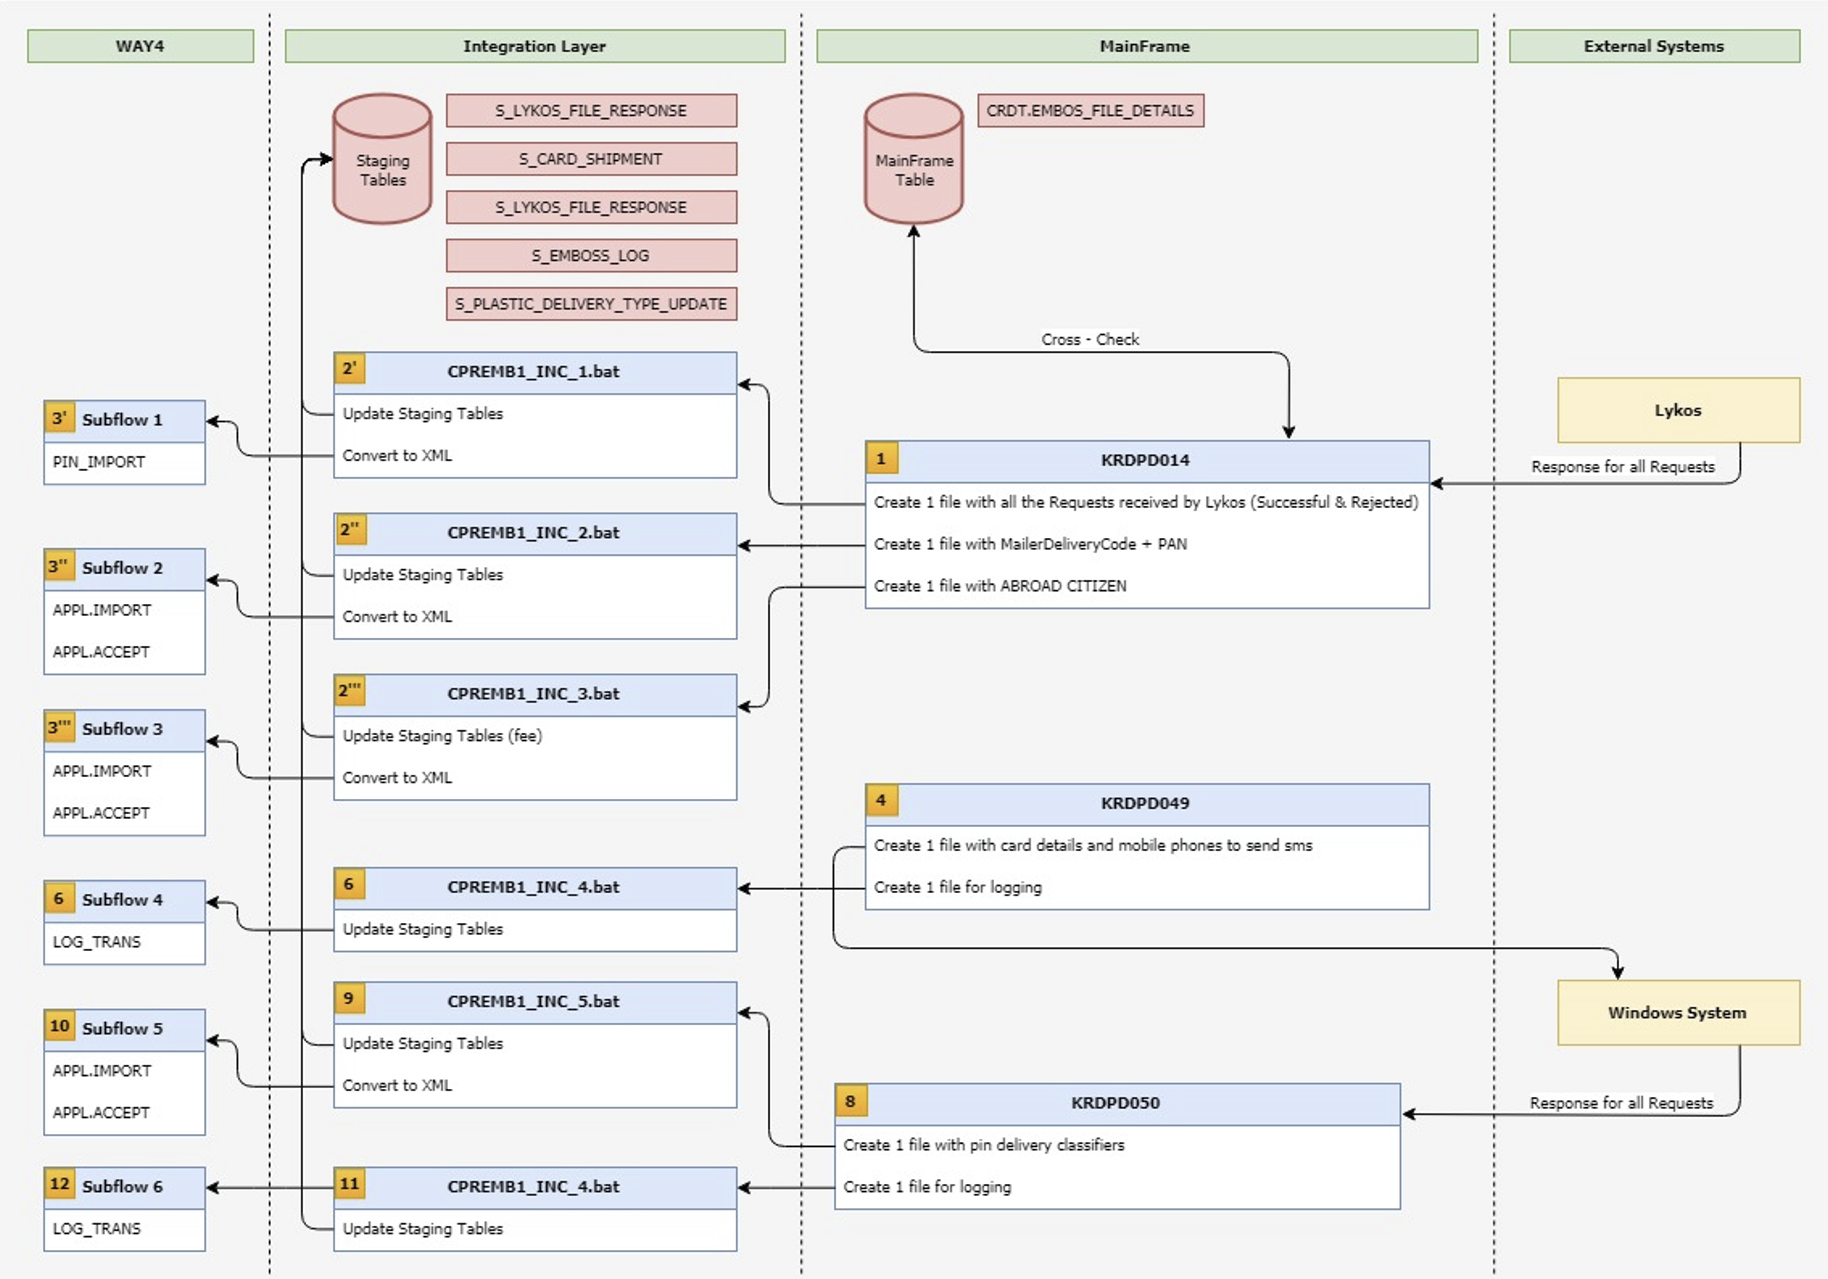 WAY4
Integration Layer
MainFrame
External Systems
Staging
Tables
S_LYKOS_FILE_RESPONSE
S_CARD_SHIPMENT
S_LYKOS_FILE_RESPONSE
S_EMBOSS_LOG
S_PLASTIC_DELIVERY_TYPE_UPDATE
MainFrame
Table
CRDT.EMBOS_FILE_DETAILS
Cross - Check
Lykos
Response for all Requests
1
KRDPD014
Create 1 file with all the Requests received by Lykos (Successful & Rejected)
Create 1 file with MailerDeliveryCode + PAN
Create 1 file with ABROAD CITIZEN
2'
CPREMB1_INC_1.bat
Update Staging Tables
Convert to XML
3'
Subflow 1
PIN_IMPORT
2''
CPREMB1_INC_2.bat
Update Staging Tables
Convert to XML
3''
Subflow 2
APPL.IMPORT
APPL.ACCEPT
2'''
CPREMB1_INC_3.bat
Update Staging Tables (fee)
Convert to XML
3'''
Subflow 3
APPL.IMPORT
APPL.ACCEPT
4
KRDPD049
Create 1 file with card details and mobile phones to send sms
Create 1 file for logging
6
CPREMB1_INC_4.bat
Update Staging Tables
6
Subflow 4
LOG_TRANS
Windows System
Response for all Requests
8
KRDPD050
Create 1 file with pin delivery classifiers
Create 1 file for logging
9
CPREMB1_INC_5.bat
Update Staging Tables
Convert to XML
10
Subflow 5
APPL.IMPORT
APPL.ACCEPT
11
CPREMB1_INC_4.bat
Update Staging Tables
12
Subflow 6
LOG_TRANS